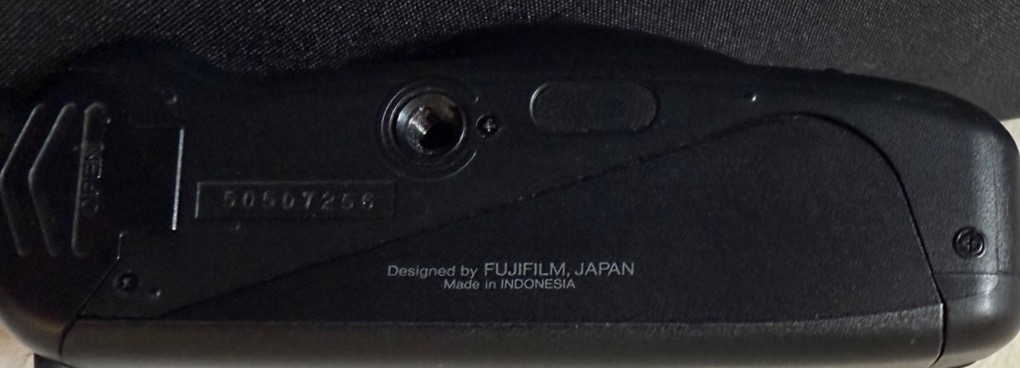 OPEN
50507256
Designed by FUJIFILM, JAPAN
Made in INDONESIA